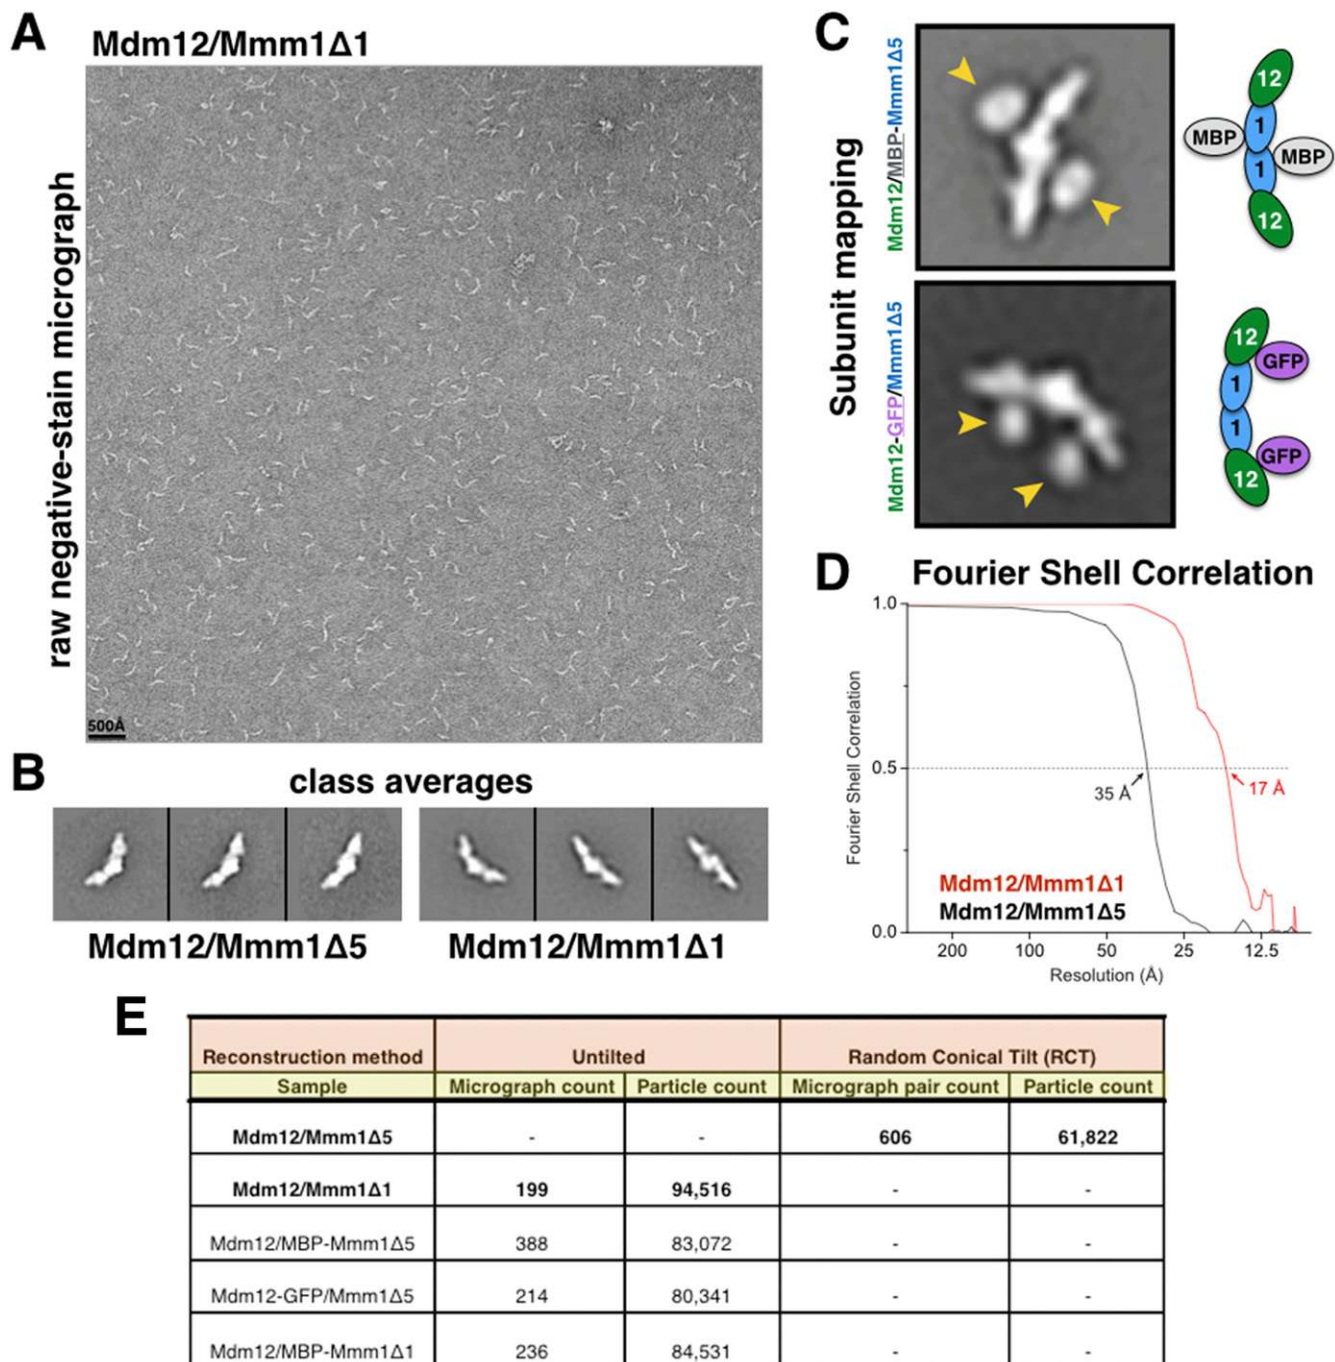 A
Mdm12/Mmm1Δ1
raw negative-stain micrograph
500Å
B
class averages
Mdm12/Mmm1Δ5
Mdm12/Mmm1Δ1
C
Subunit mapping
Mdm12/MBP-Mmm1Δ5
12
1
MBP
1
MBP
12
Mdm12-GFP/Mmm1Δ5
12
GFP
1
1
GFP
12
D
Fourier Shell Correlation
Fourier Shell Correlation
1.0
0.5
0.0
35 Å
17 Å
Mdm12/Mmm1Δ1
Mdm12/Mmm1Δ5
200 100 50 25 12.5
Resolution (Å)
E
Reconstruction method Untilted Random Conical Tilt (RCT)
Sample Micrograph count Particle count Micrograph pair count Particle count
Mdm12/Mmm1Δ5 - - 606 61,822
Mdm12/Mmm1Δ1 199 94,516 - -
Mdm12/MBP-Mmm1Δ5 388 83,072 - -
Mdm12-GFP/Mmm1Δ5 214 80,341 - -
Mdm12/MBP-Mmm1Δ1 236 84,531 - -